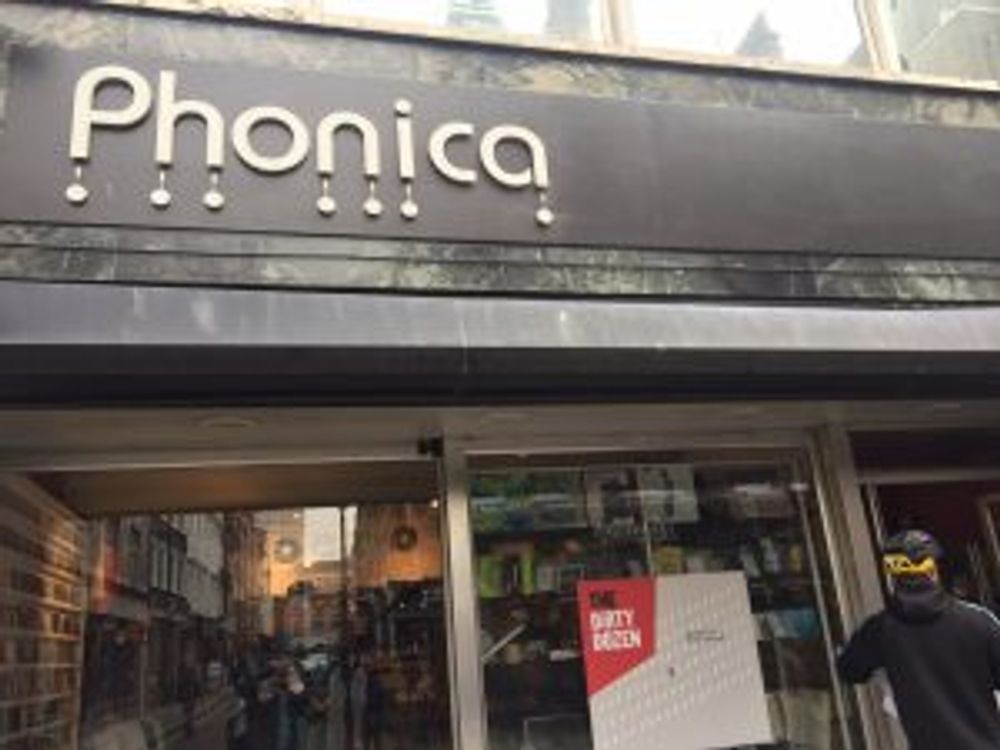 Phonica
THE
DIRTY
DOZEN